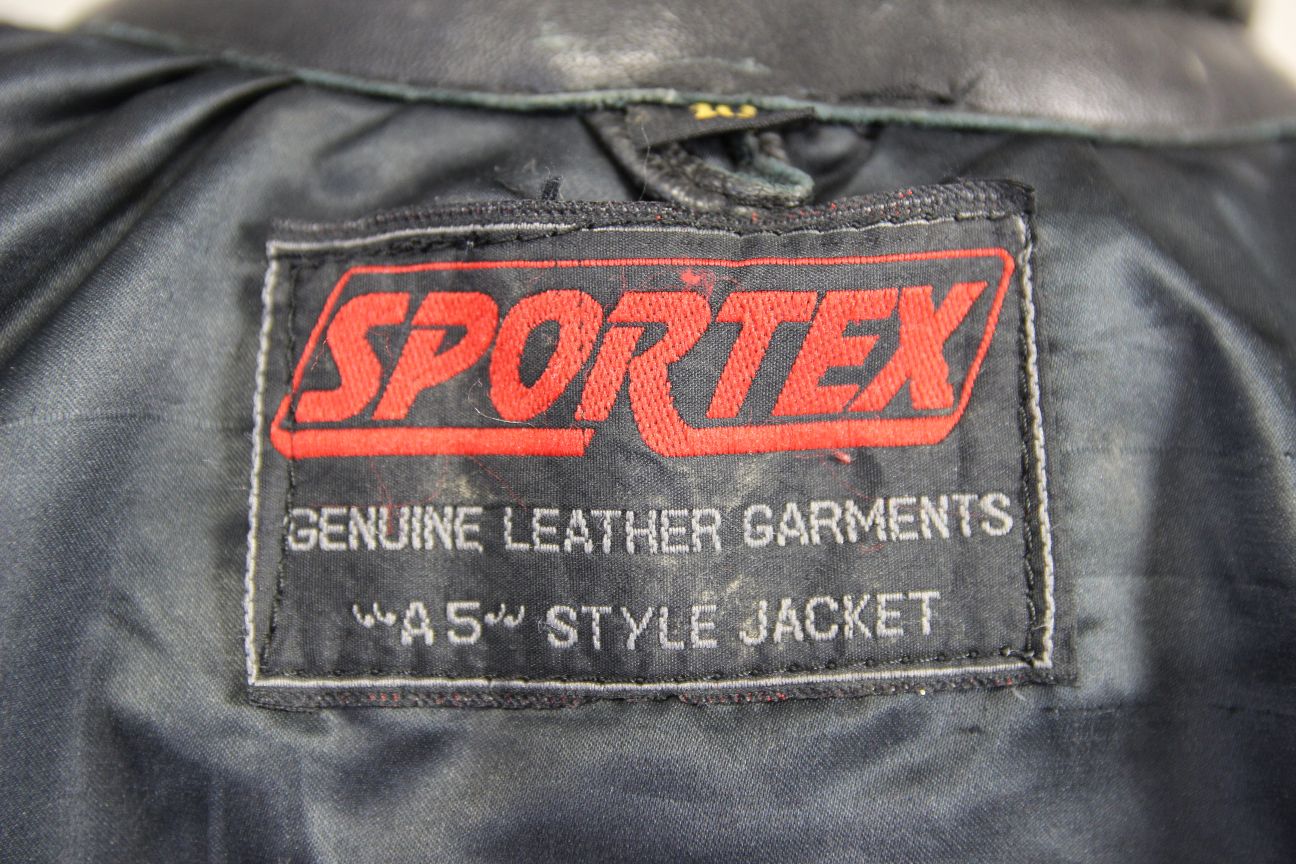 SPORTEX
GENUINE LEATHER GARMENTS
"A5" STYLE JACKET